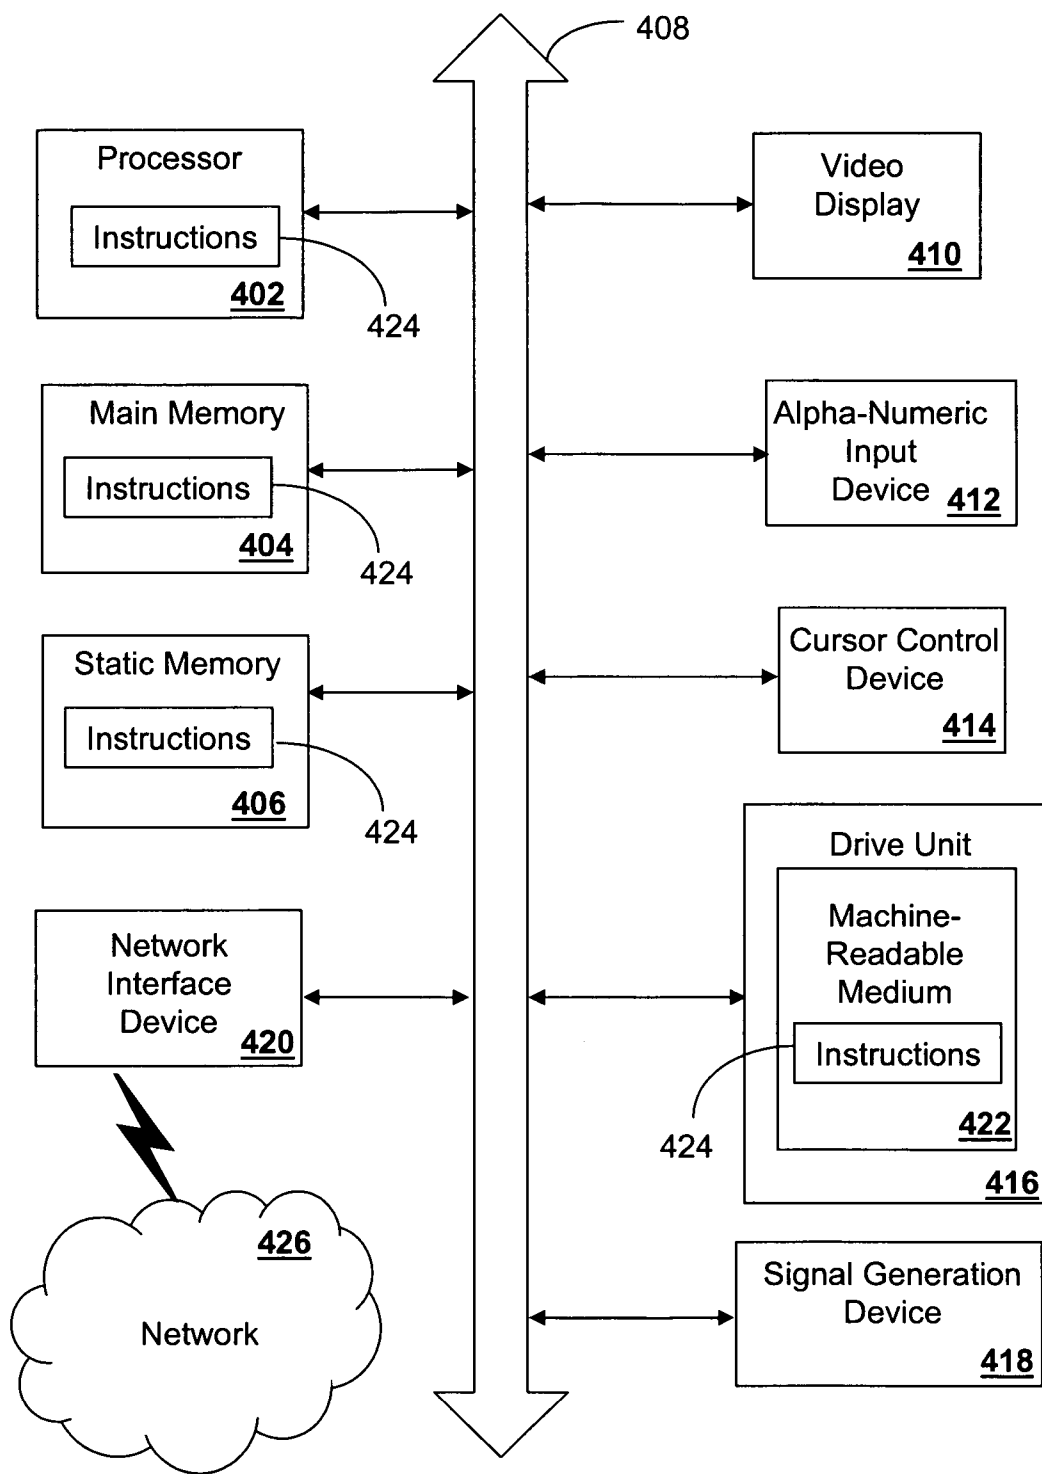 408
Processor
Instructions
402
424
Main Memory
Instructions
404
424
Static Memory
Instructions
406
424
Network
Interface
Device
420
426
Network
Video
Display
410
Alpha-Numeric
Input
Device
412
Cursor Control
Device
414
Drive Unit
Machine-
Readable
Medium
Instructions
424
422
416
Signal Generation
Device
418